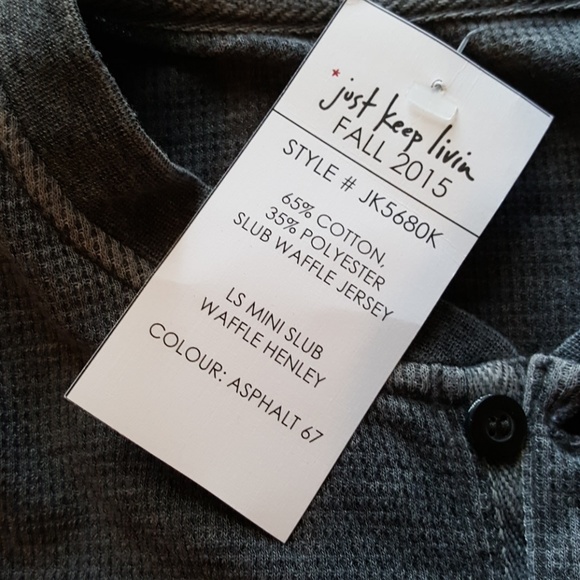 just keep livin
FALL 2015
STYLE # JK5680K
65% COTTON,
35% POLYESTER
SLUB WAFFLE JERSEY
LS MINI SLUB
WAFFLE HENLEY
COLOUR: ASPHALT 67